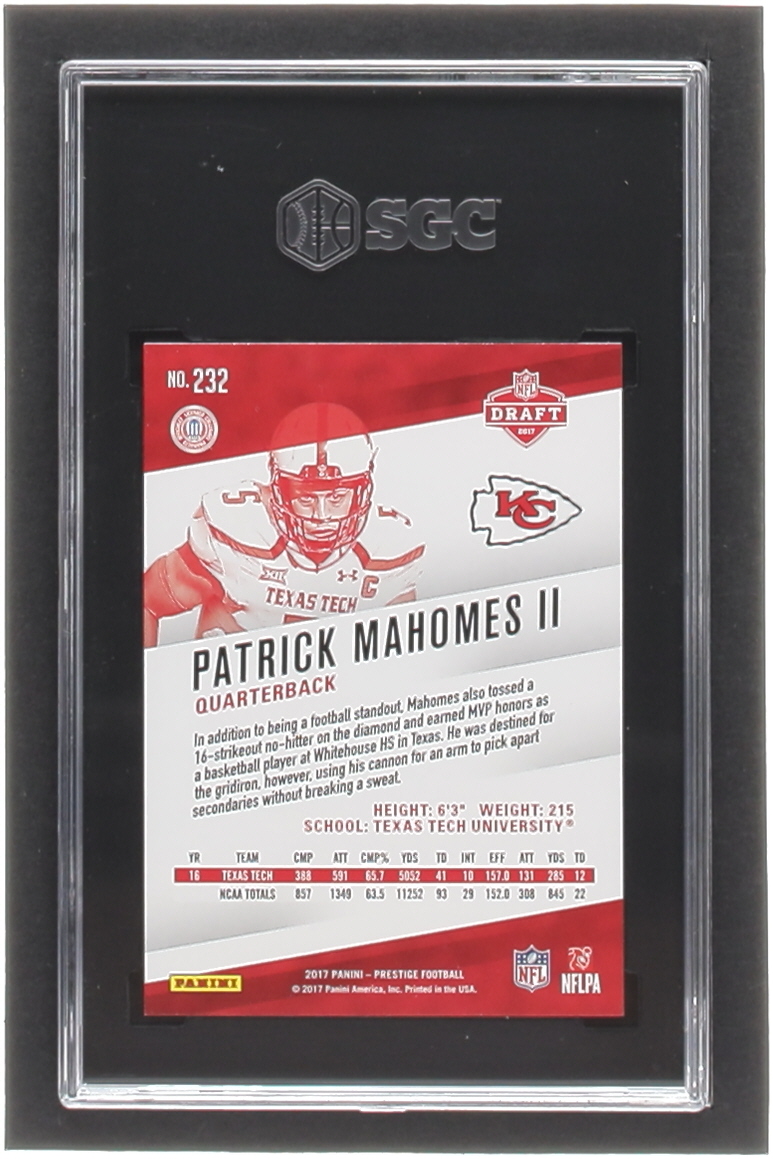 SGC
NO. 232
NFL
DRAFT
2017
KC
5
5
XII
C
TEXAS TECH
PATRICK MAHOMES II
QUARTERBACK
In addition to being a football standout, Mahomes also tossed a
16-strikeout no-hitter on the diamond and earned MVP honors as
a basketball player at Whitehouse HS in Texas. He was destined for
the gridiron, however, using his cannon for an arm to pick apart
secondaries without breaking a sweat.
HEIGHT: 6'3" WEIGHT: 215
SCHOOL: TEXAS TECH UNIVERSITY®
YR TEAM CMP ATT CMP% YDS TD INT EFF ATT YDS TD
16 TEXAS TECH 388 591 65.7 5052 41 10 157.0 131 285 12
NCAA TOTALS 857 1349 63.5 11252 93 29 152.0 308 845 22
PANINI
2017 PANINI – PRESTIGE FOOTBALL
© 2017 Panini America, Inc. Printed in the USA.
NFL
NFLPA